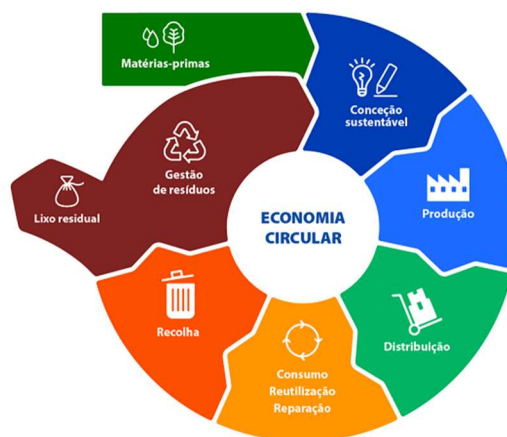 Matérias-primas
Conceção
sustentável
Produção
Distribuição
Consumo
Reutilização
Reparação
Recolha
Gestão
de resíduos
Lixo residual
ECONOMIA
CIRCULAR